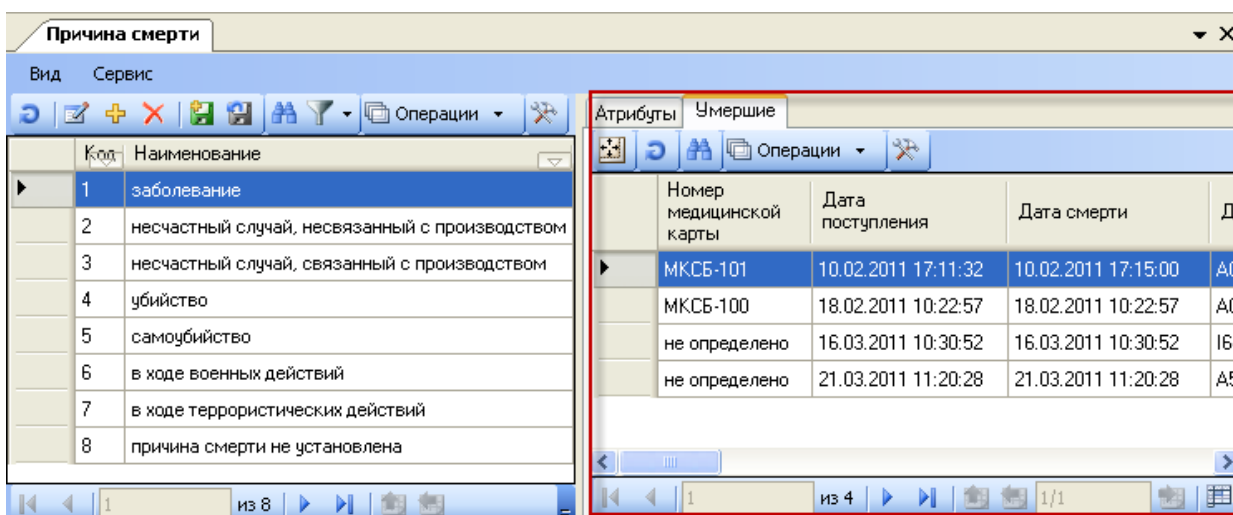 Причина смерти
Вид Сервис
Операции
Код Наименование
1 заболевание
2 несчастный случай, несвязанный с производством
3 несчастный случай, связанный с производством
4 убийство
5 самоубийство
6 в ходе военных действий
7 в ходе террористических действий
8 причина смерти не установлена
1 из 8
Атрибуты Умершие
Операции
Номер медицинской карты Дата поступления Дата смерти Д
МКСБ-101 10.02.2011 17:11:32 10.02.2011 17:15:00
МКСБ-100 18.02.2011 10:22:57 18.02.2011 10:22:57
не определено 16.03.2011 10:30:52 16.03.2011 10:30:52 I6
не определено 21.03.2011 11:20:28 21.03.2011 11:20:28 A5
1 из 4 1/1